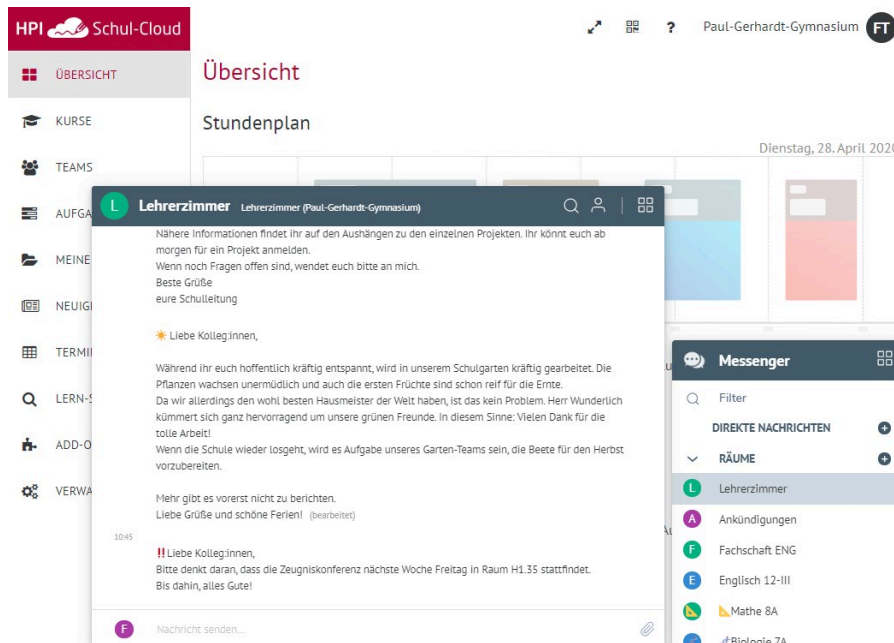 HPI Schul-Cloud
? Paul-Gerhardt-Gymnasium FT
ÜBERSICHT
KURSE
TEAMS
AUFGA
MEINE
NEUIG
TERMI
LERN-S
ADD-O
VERWA
Übersicht
Stundenplan
Dienstag, 28. April 2020
L Lehrerzimmer Lehrerzimmer (Paul-Gerhardt-Gymnasium)
Nähere Informationen findet ihr auf den Aushängen zu den einzelnen Projekten. Ihr könnt euch ab
morgen für ein Projekt anmelden.
Wenn noch Fragen offen sind, wendet euch bitte an mich.
Beste Grüße
eure Schulleitung
☀️ Liebe Kolleg:innen,
Während ihr euch hoffentlich kräftig entspannt, wird in unserem Schulgarten kräftig gearbeitet. Die
Pflanzen wachsen unermüdlich und auch die ersten Früchte sind schon reif für die Ernte.
Da wir allerdings den wohl besten Hausmeister der Welt haben, ist das kein Problem. Herr Wunderlich
kümmert sich ganz hervorragend um unsere grünen Freunde. In diesem Sinne: Vielen Dank für die
tolle Arbeit!
Wenn die Schule wieder losgeht, wird es Aufgabe unseres Garten-Teams sein, die Beete für den Herbst
vorzubereiten.
Mehr gibt es vorerst nicht zu berichten.
Liebe Grüße und schöne Ferien! (bearbeitet)
10:45
‼️Liebe Kolleg:innen,
Bitte denkt daran, dass die Zeugniskonferenz nächste Woche Freitag in Raum H1.35 stattfindet.
Bis dahin, alles Gute!
F Nachricht senden...
Messenger
Filter
DIREKTE NACHRICHTEN
RÄUME
L Lehrerzimmer
A Ankündigungen
F Fachschaft ENG
E Englisch 12-III
📐Mathe 8A
Biologie 7A